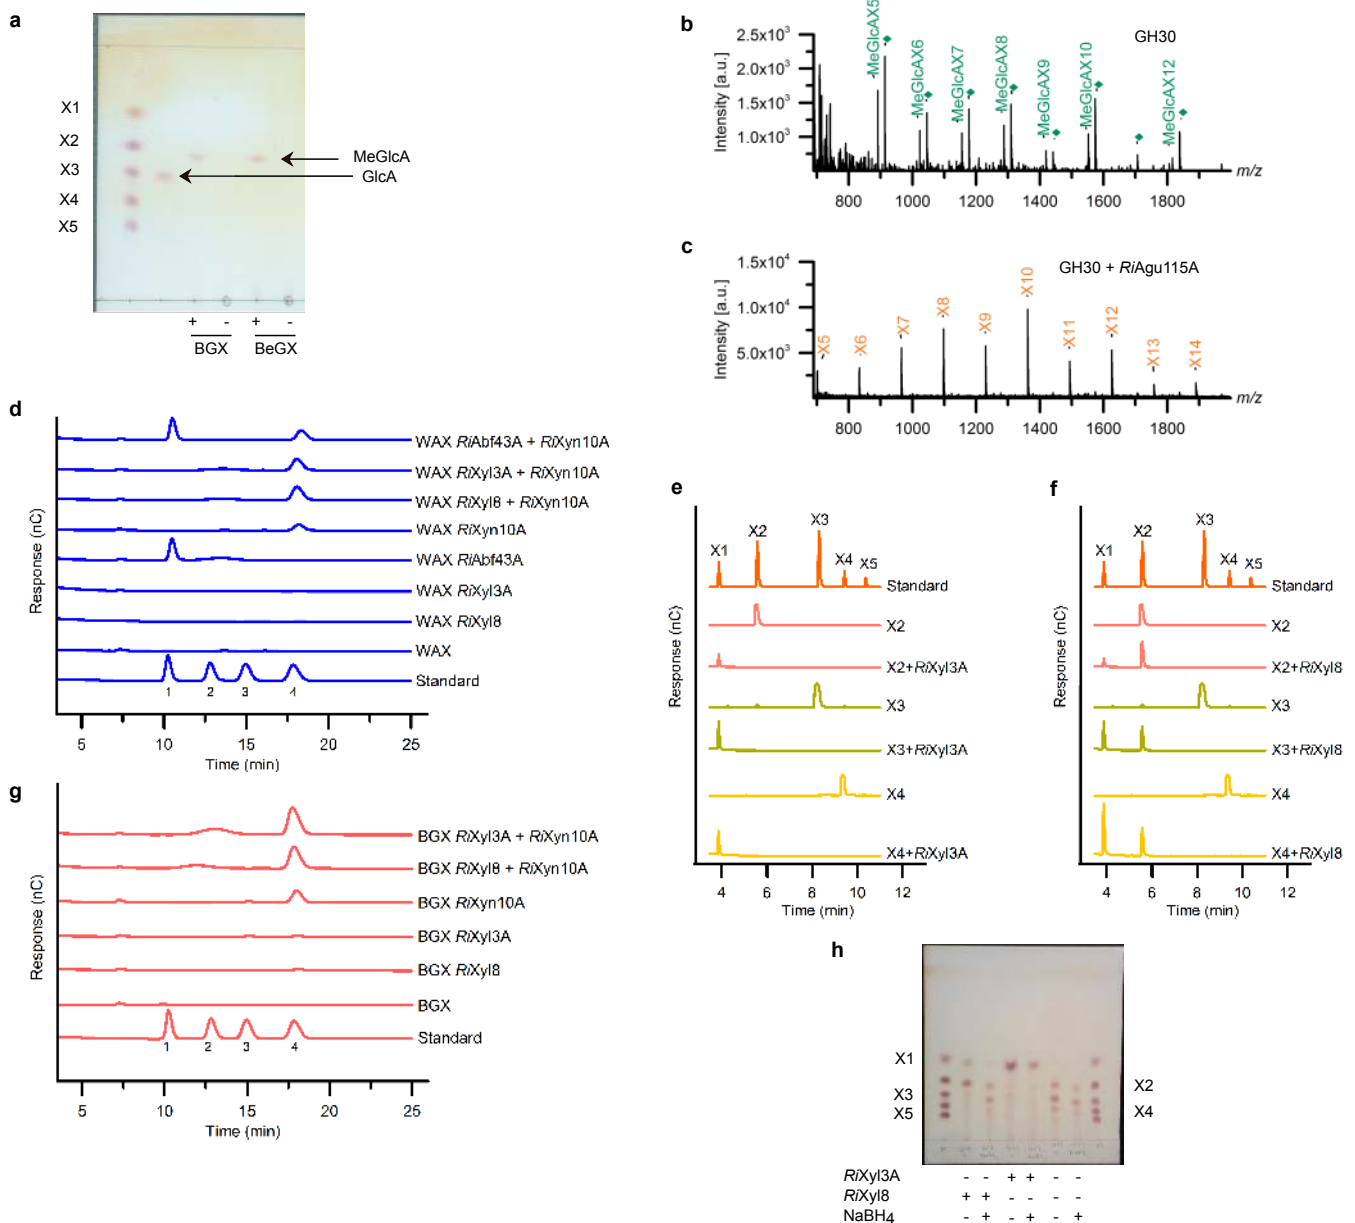 a
X1
X2
X3
X4
X5
MeGlcA
GlcA
+ - + -
BGX BeGX
b
GH30
Intensity [a.u.]
2.5x10³
2.0x10³
1.5x10³
1.0x10³
MeGlcAX5
MeGlcAX6
MeGlcAX7
MeGlcAX8
MeGlcAX9
MeGlcAX10
MeGlcAX12
800 1000 1200 1400 1600 1800
m/z
c
GH30 + RiAgu115A
Intensity [a.u.]
1.5x10⁴
1.0x10⁴
5.0x10³
X5 X6 X7 X8 X9 X10 X11 X12 X13 X14
800 1000 1200 1400 1600 1800
m/z
d
Response (nC)
WAX RiAbf43A + RiXyn10A
WAX RiXyl3A + RiXyn10A
WAX RiXyl8 + RiXyn10A
WAX RiXyn10A
WAX RiAbf43A
WAX RiXyl3A
WAX RiXyl8
WAX
Standard
1 2 3 4
5 10 15 20 25
Time (min)
e
Response (nC)
X1 X2 X3 X4 X5
Standard
X2
X2+RiXyl3A
X3
X3+RiXyl3A
X4
X4+RiXyl3A
4 6 8 10 12
Time (min)
f
Response (nC)
X1 X2 X3 X4 X5
Standard
X2
X2+RiXyl8
X3
X3+RiXyl8
X4
X4+RiXyl8
4 6 8 10 12
Time (min)
g
Response (nC)
BGX RiXyl3A + RiXyn10A
BGX RiXyl8 + RiXyn10A
BGX RiXyn10A
BGX RiXyl3A
BGX RiXyl8
BGX
Standard
1 2 3 4
5 10 15 20 25
Time (min)
h
X1
X3
X5
X2
X4
RiXyl3A - - + + - -
RiXyl8 + + - - - -
NaBH₄ - + - + - +